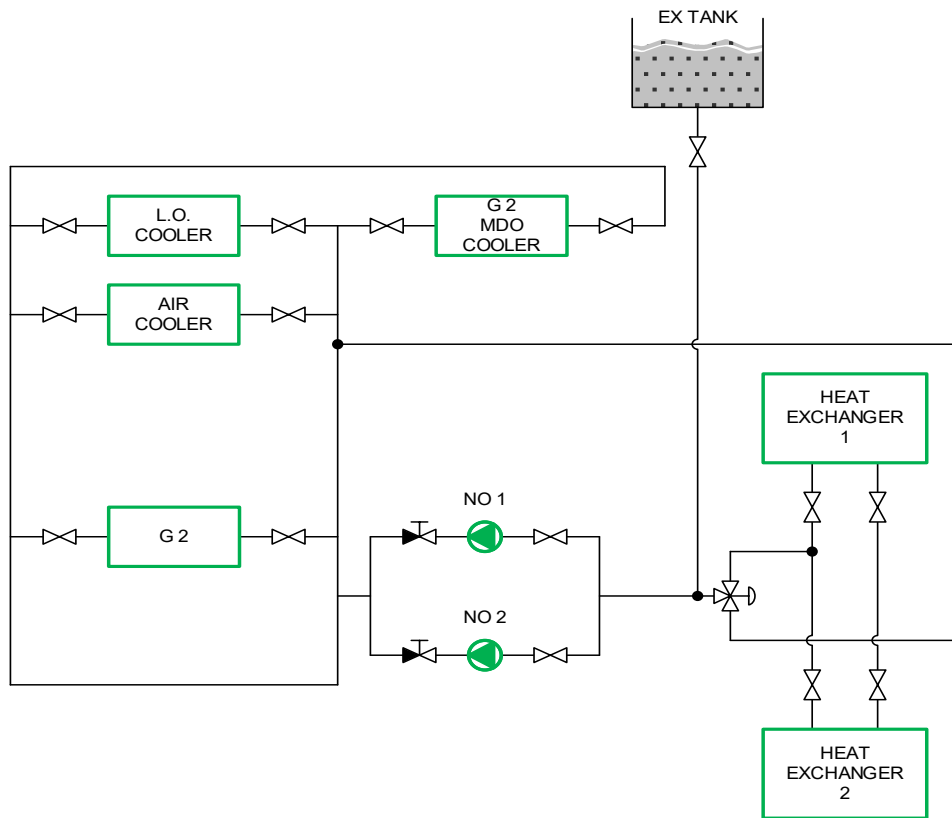 EX TANK
L.O.
COOLER
G 2
MDO
COOLER
AIR
COOLER
HEAT
EXCHANGER
1
NO 1
G 2
NO 2
HEAT
EXCHANGER
2